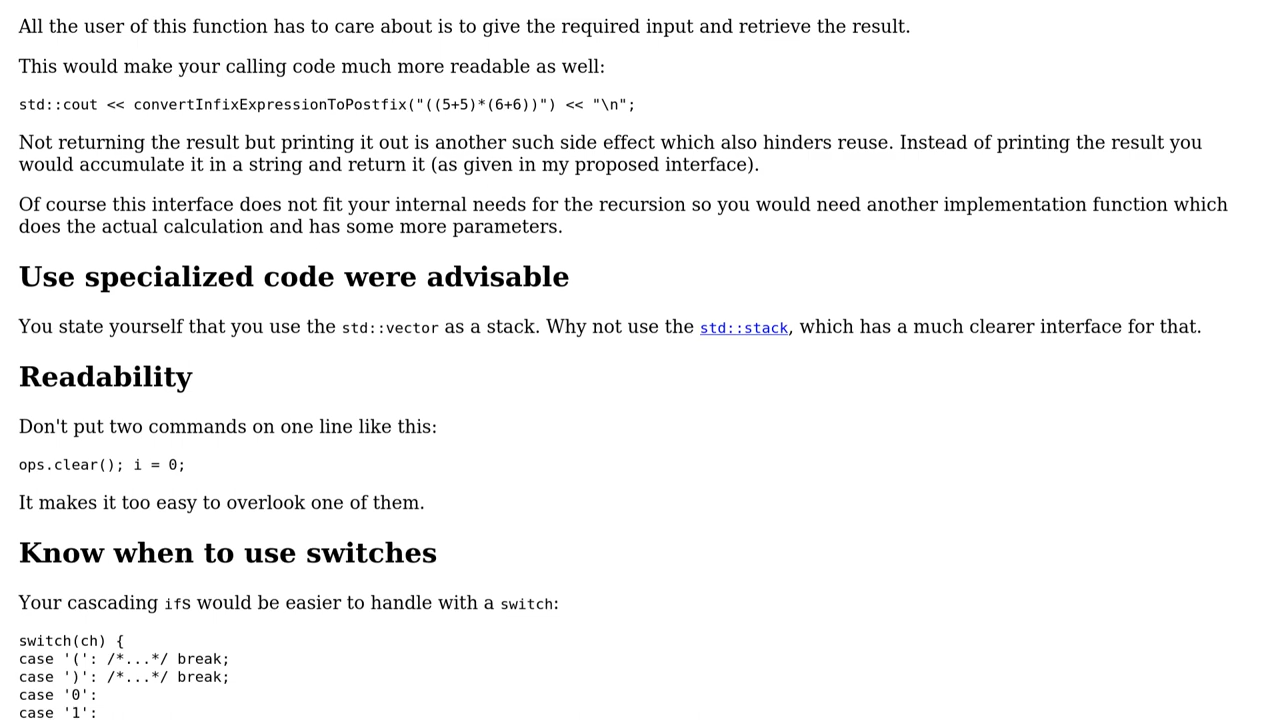 All the user of this function has to care about is to give the required input and retrieve the result.
This would make your calling code much more readable as well:
std::cout << convertInfixExpressionToPostfix("((5+5)*(6+6))") << "\n";
Not returning the result but printing it out is another such side effect which also hinders reuse. Instead of printing the result you
would accumulate it in a string and return it (as given in my proposed interface).
Of course this interface does not fit your internal needs for the recursion so you would need another implementation function which
does the actual calculation and has some more parameters.
Use specialized code were advisable
You state yourself that you use the std::vector as a stack. Why not use the std::stack, which has a much clearer interface for that.
Readability
Don't put two commands on one line like this:
ops.clear(); i = 0;
It makes it too easy to overlook one of them.
Know when to use switches
Your cascading ifs would be easier to handle with a switch:
switch(ch) {
case '(': /*...*/ break;
case ')': /*...*/ break;
case '0':
case '1':